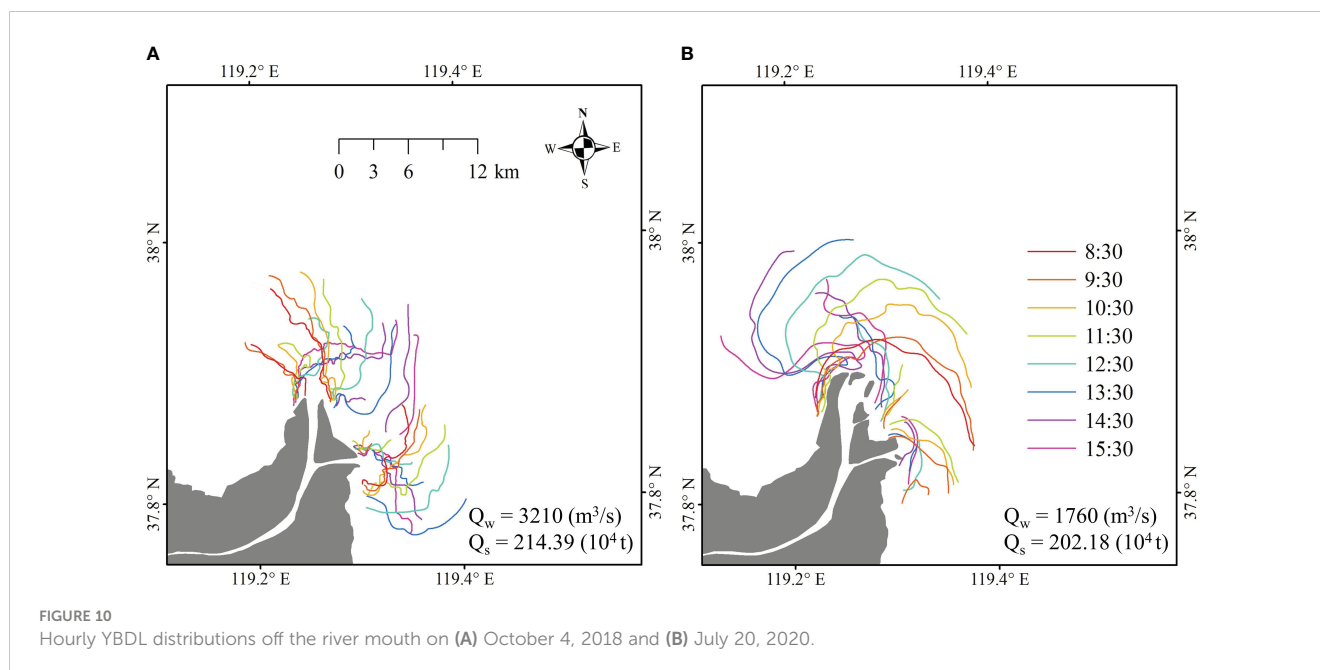 A
B
119.2° E
119.4° E
119.2° E
119.4° E
N
W
E
S
0 3 6 12 km
38° N
38° N
38° N
8:30
9:30
10:30
11:30
12:30
13:30
14:30
15:30
37.8° N
37.8° N
37.8° N
Q_w = 3210 (m³/s)
Q_s = 214.39 (10⁴ t)
Q_w = 1760 (m³/s)
Q_s = 202.18 (10⁴ t)
119.2° E
119.4° E
119.2° E
119.4° E
FIGURE 10
Hourly YBDL distributions off the river mouth on (A) October 4, 2018 and (B) July 20, 2020.